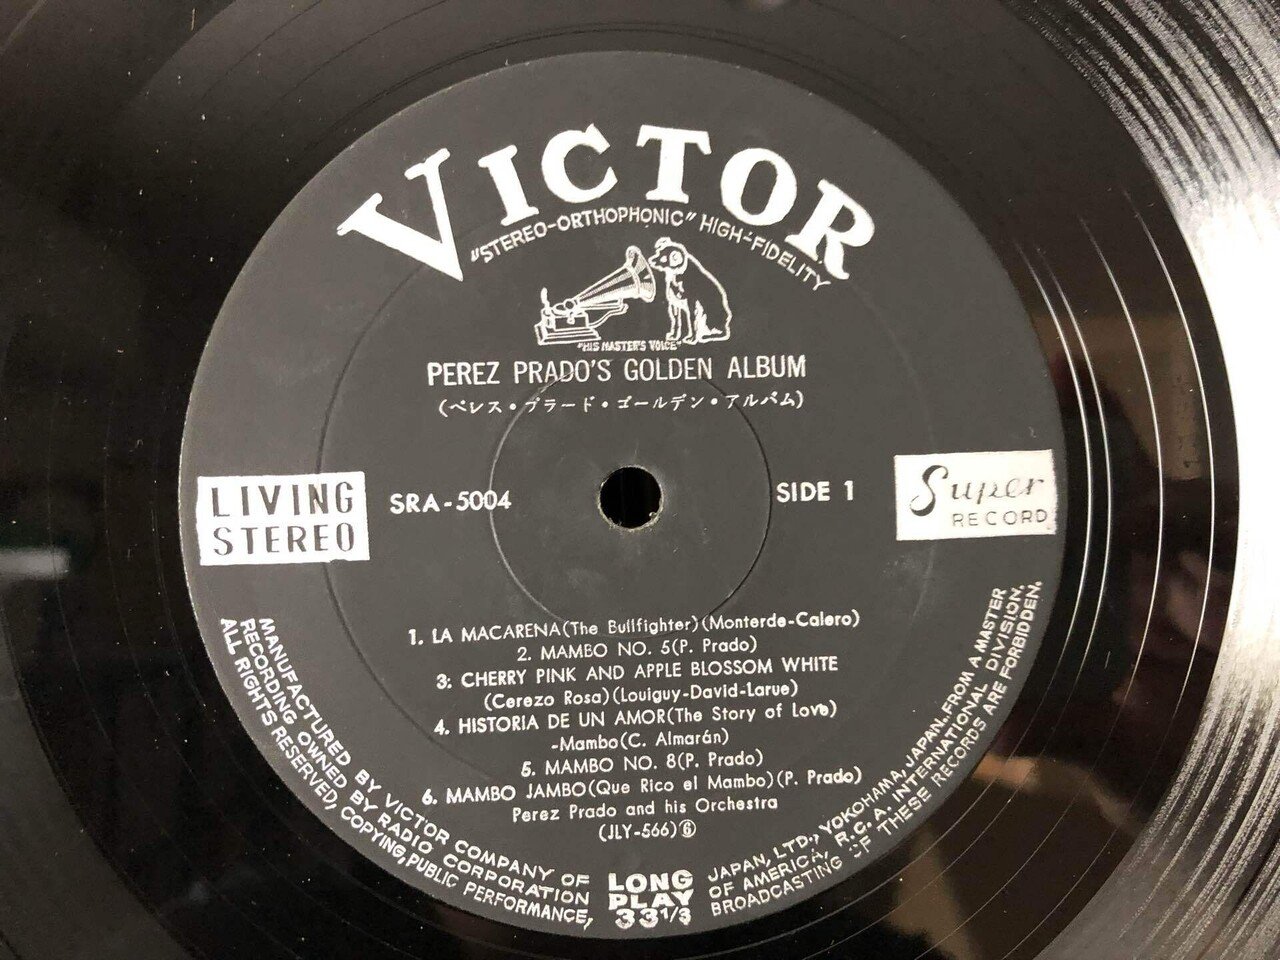 VICTOR
"STEREO-ORTHOPHONIC" HIGH-FIDELITY
"HIS MASTER'S VOICE"
PEREZ PRADO'S GOLDEN ALBUM
(ペレス・プラード・ゴールデン・アルバム)
LIVING
STEREO
SRA-5004
SIDE 1
Super
RECORD
1. LA MACARENA(The Bullfighter)(Monterde-Calero)
2. MAMBO NO. 5(P. Prado)
3: CHERRY PINK AND APPLE BLOSSOM WHITE
(Cerezo Rosa)(Louiguy-David-Larue)
4. HISTORIA DE UN AMOR(The Story of Love)
-Mambo(C. Almarán)
5. MAMBO NO. 8(P. Prado)
6. MAMBO JAMBO(Que Rico el Mambo)(P. Prado)
Perez Prado and his Orchestra
(JLY-566)⑥
MANUFACTURED BY VICTOR COMPANY OF JAPAN, LTD., YOKOHAMA, JAPAN. FROM A MASTER
RECORDING OWNED BY RADIO CORPORATION OF AMERICA, R.C.A. INTERNATIONAL DIVISION.
ALL RIGHTS RESERVED, COPYING, PUBLIC PERFORMANCE, BROADCASTING OF THESE RECORDS ARE FORBIDDEN.
LONG
PLAY
33 1/3